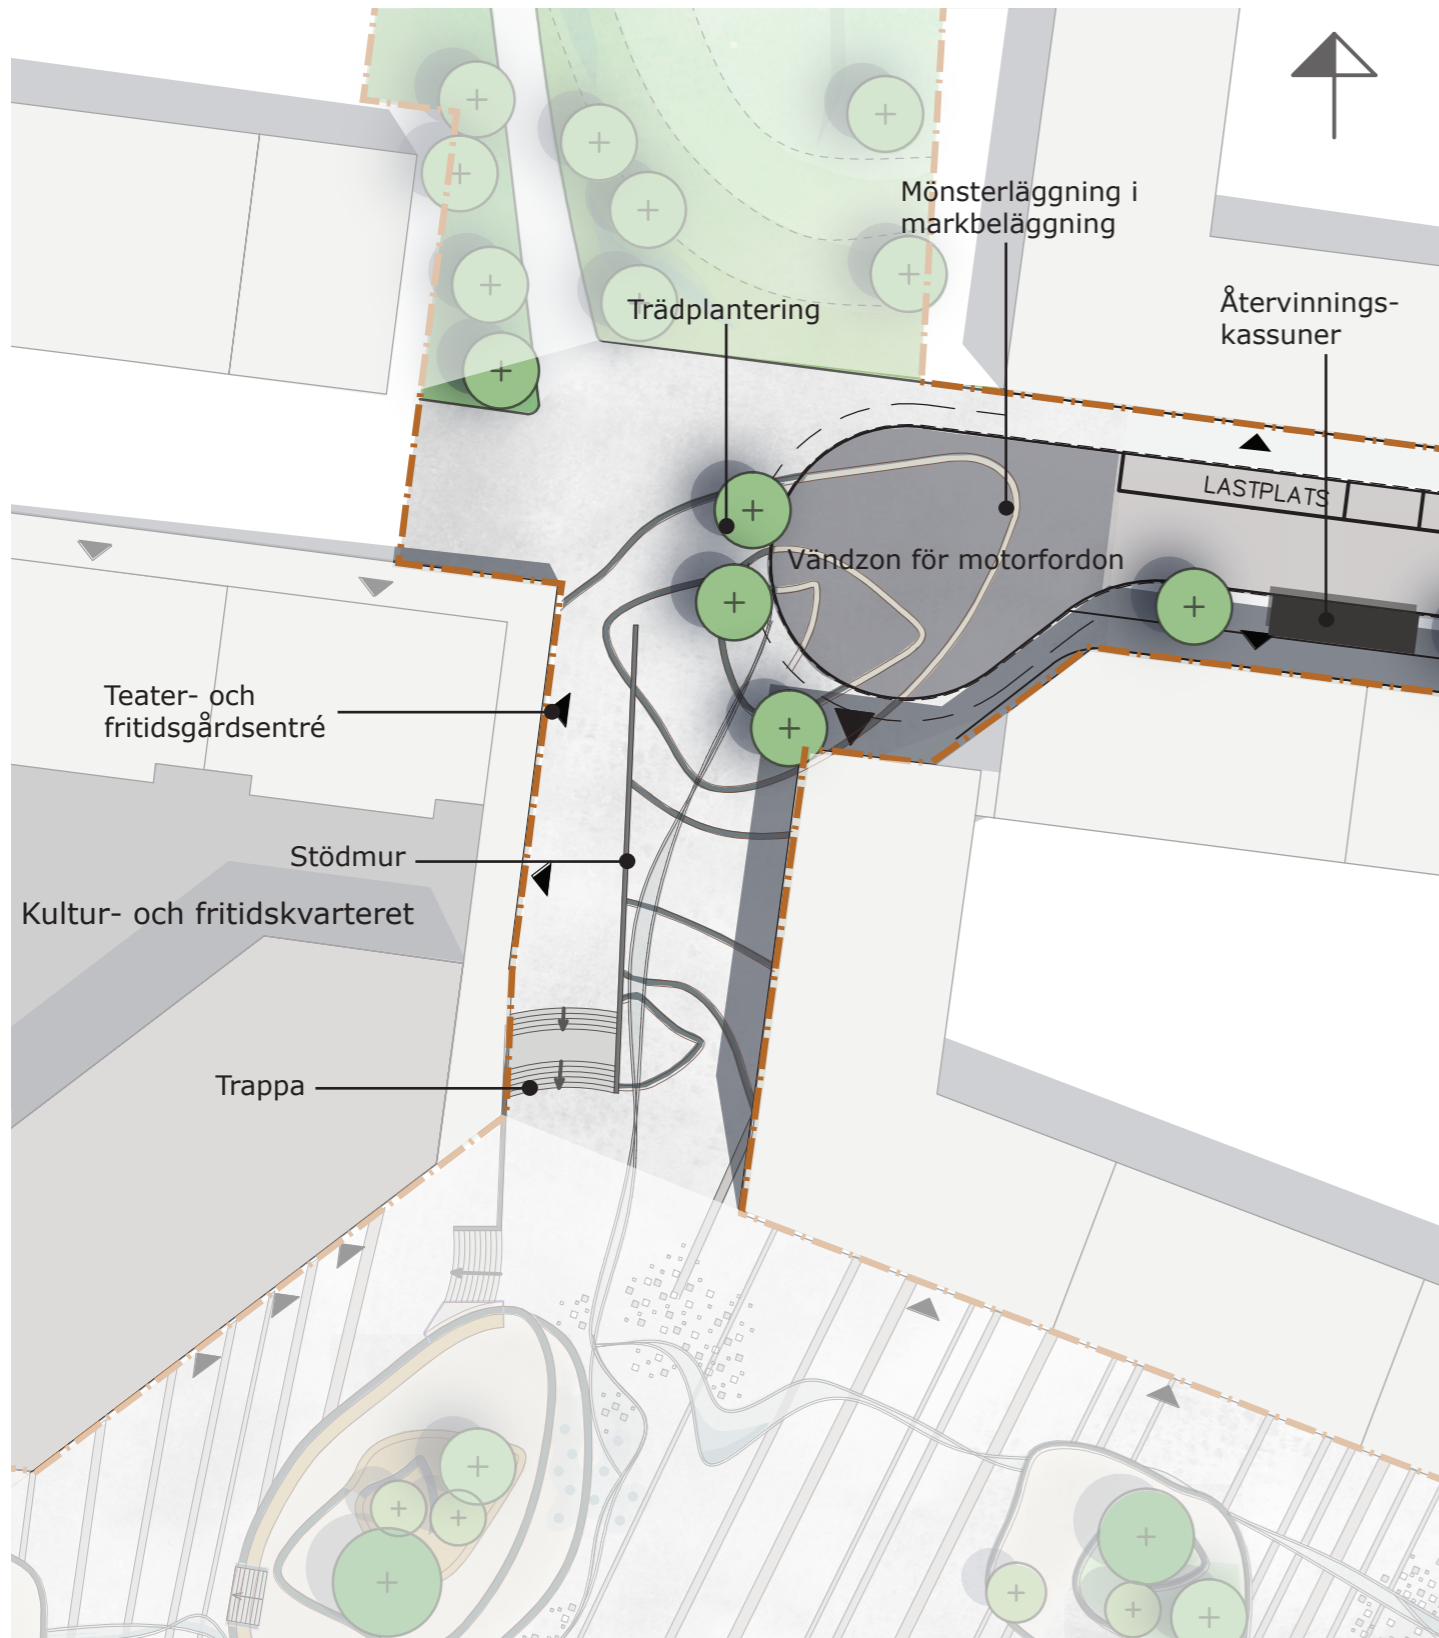 Mönsterläggning i
markbeläggning
Återvinnings-
kassuner
Trädplantering
LASTPLATS
Vändzon för motorfordon
Teater- och
fritidsgårdsentré
Stödmur
Kultur- och fritidskvarteret
Trappa